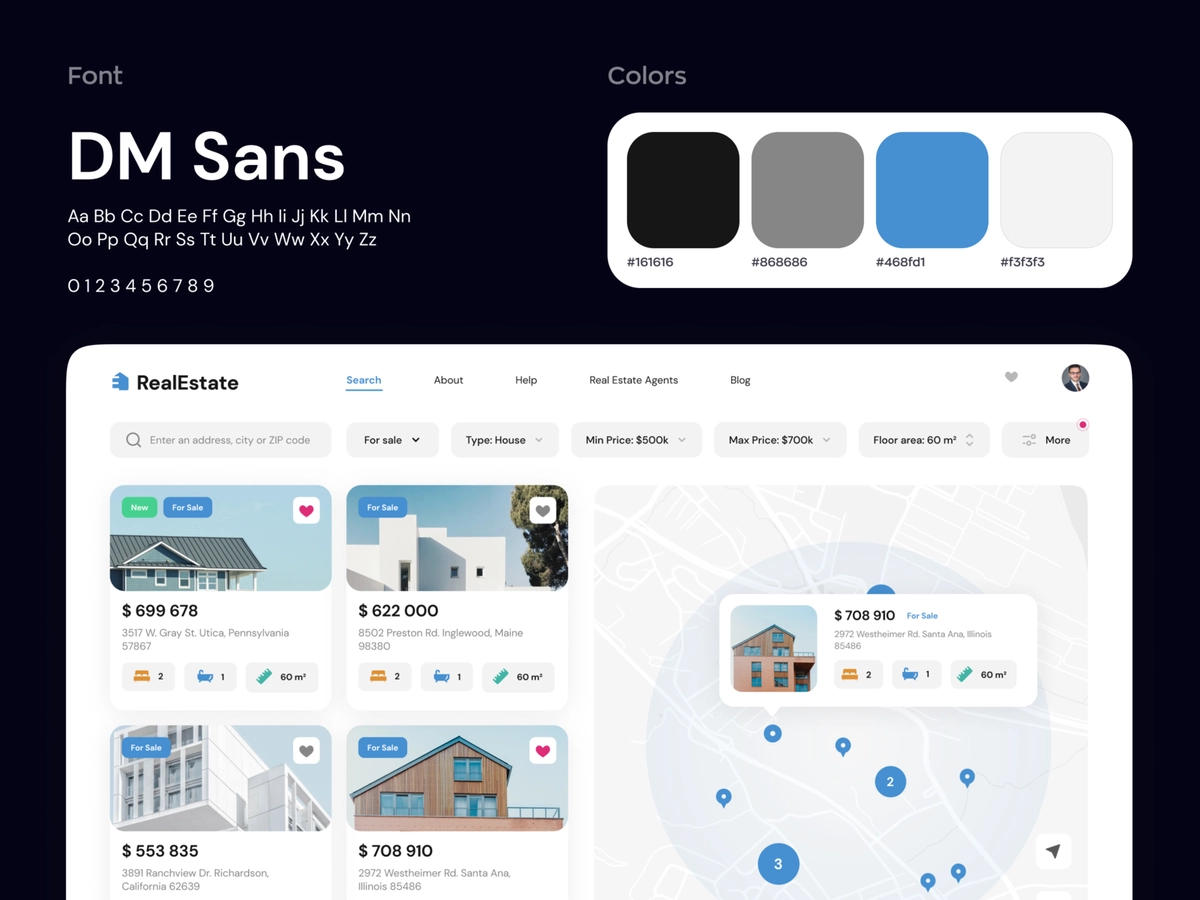 Font
DM Sans
Aa Bb Cc Dd Ee Ff Gg Hh Ii Jj Kk Ll Mm Nn
Oo Pp Qq Rr Ss Tt Uu Vv Ww Xx Yy Zz
0 1 2 3 4 5 6 7 8 9
Colors
#161616
#868686
#468fd1
#f3f3f3
RealEstate
Search
About
Help
Real Estate Agents
Blog
Enter an address, city or ZIP code
For sale
Type: House
Min Price: $500k
Max Price: $700k
Floor area: 60 m²
More
New
For Sale
$ 699 678
3517 W. Gray St. Utica, Pennsylvania
57867
2
1
60 m²
For Sale
$ 622 000
8502 Preston Rd. Inglewood, Maine
98380
2
1
60 m²
For Sale
$ 553 835
3891 Ranchview Dr. Richardson,
California 62639
For Sale
$ 708 910
2972 Westheimer Rd. Santa Ana,
Illinois 85486
$ 708 910
For Sale
2972 Westheimer Rd. Santa Ana, Illinois
85486
2
1
60 m²
2
3